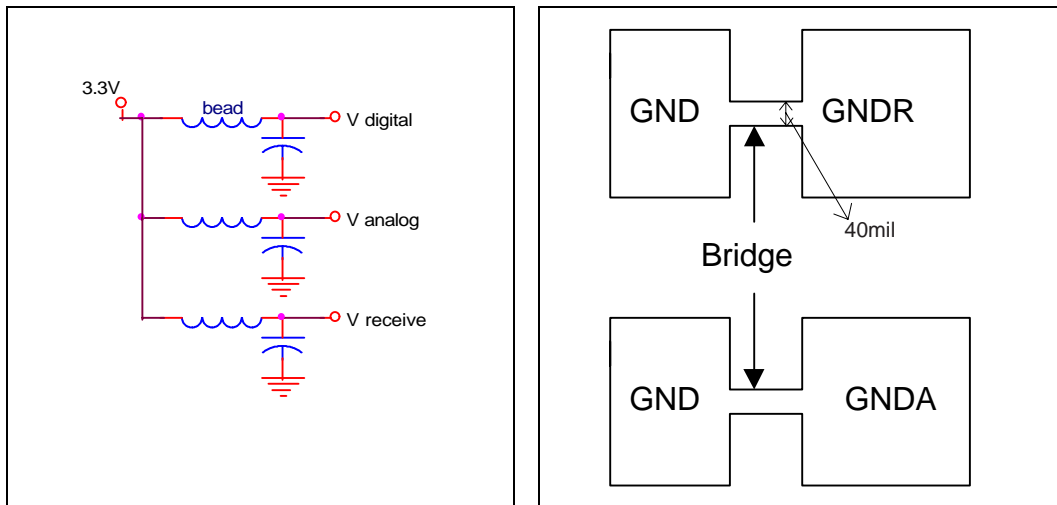 3.3V
bead
V digital
V analog
V receive
GND
GNDR
40mil
Bridge
GND
GNDA